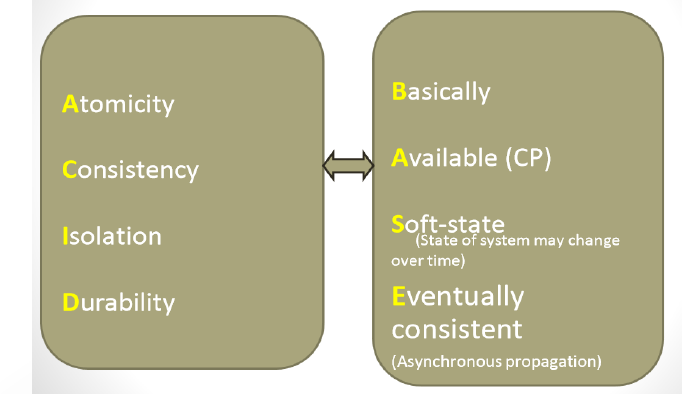 Atomicity
Consistency
Isolation
Durability
Basically
Available (CP)
Soft-state
(State of system may change
over time)
Eventually
consistent
(Asynchronous propagation)